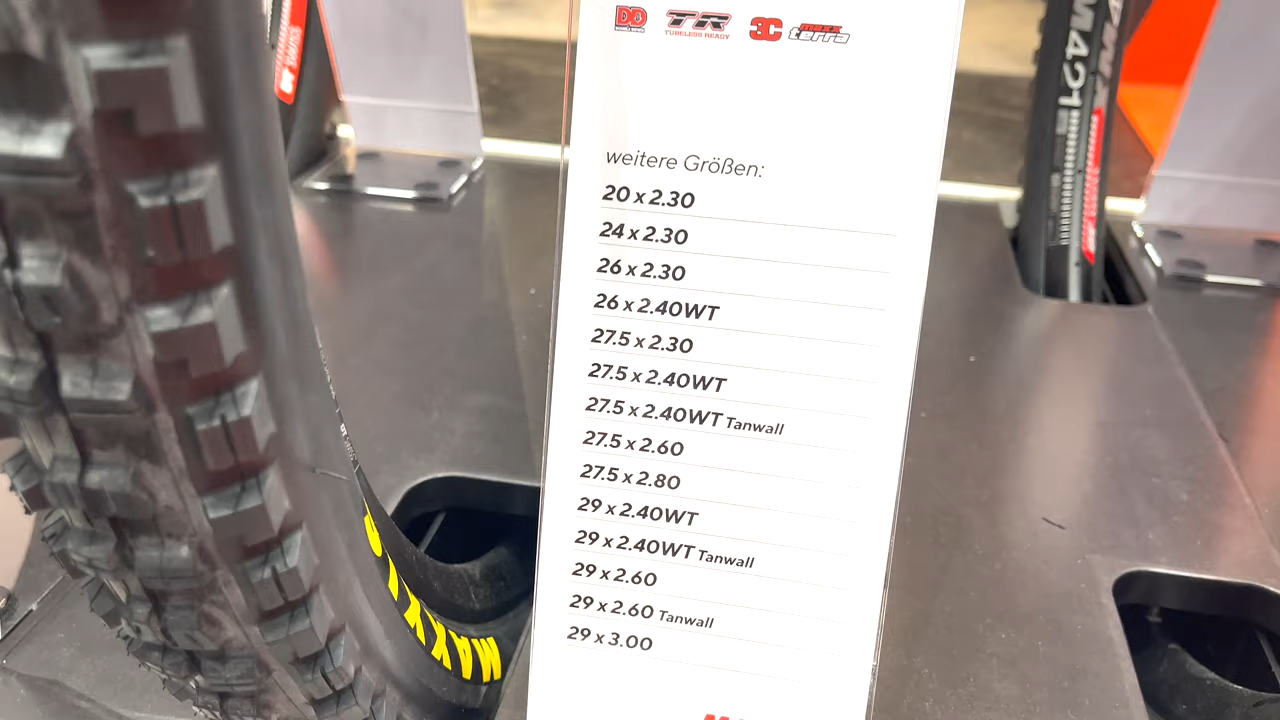 DD TR TUBELESS READY 3C maxx terra
weitere Größen:
20 x 2.30
24 x 2.30
26 x 2.30
26 x 2.40WT
27.5 x 2.30
27.5 x 2.40WT
27.5 x 2.40WT Tanwall
27.5 x 2.60
27.5 x 2.80
29 x 2.40WT
29 x 2.40WT Tanwall
29 x 2.60
29 x 2.60 Tanwall
29 x 3.00
MAXXIS
M421